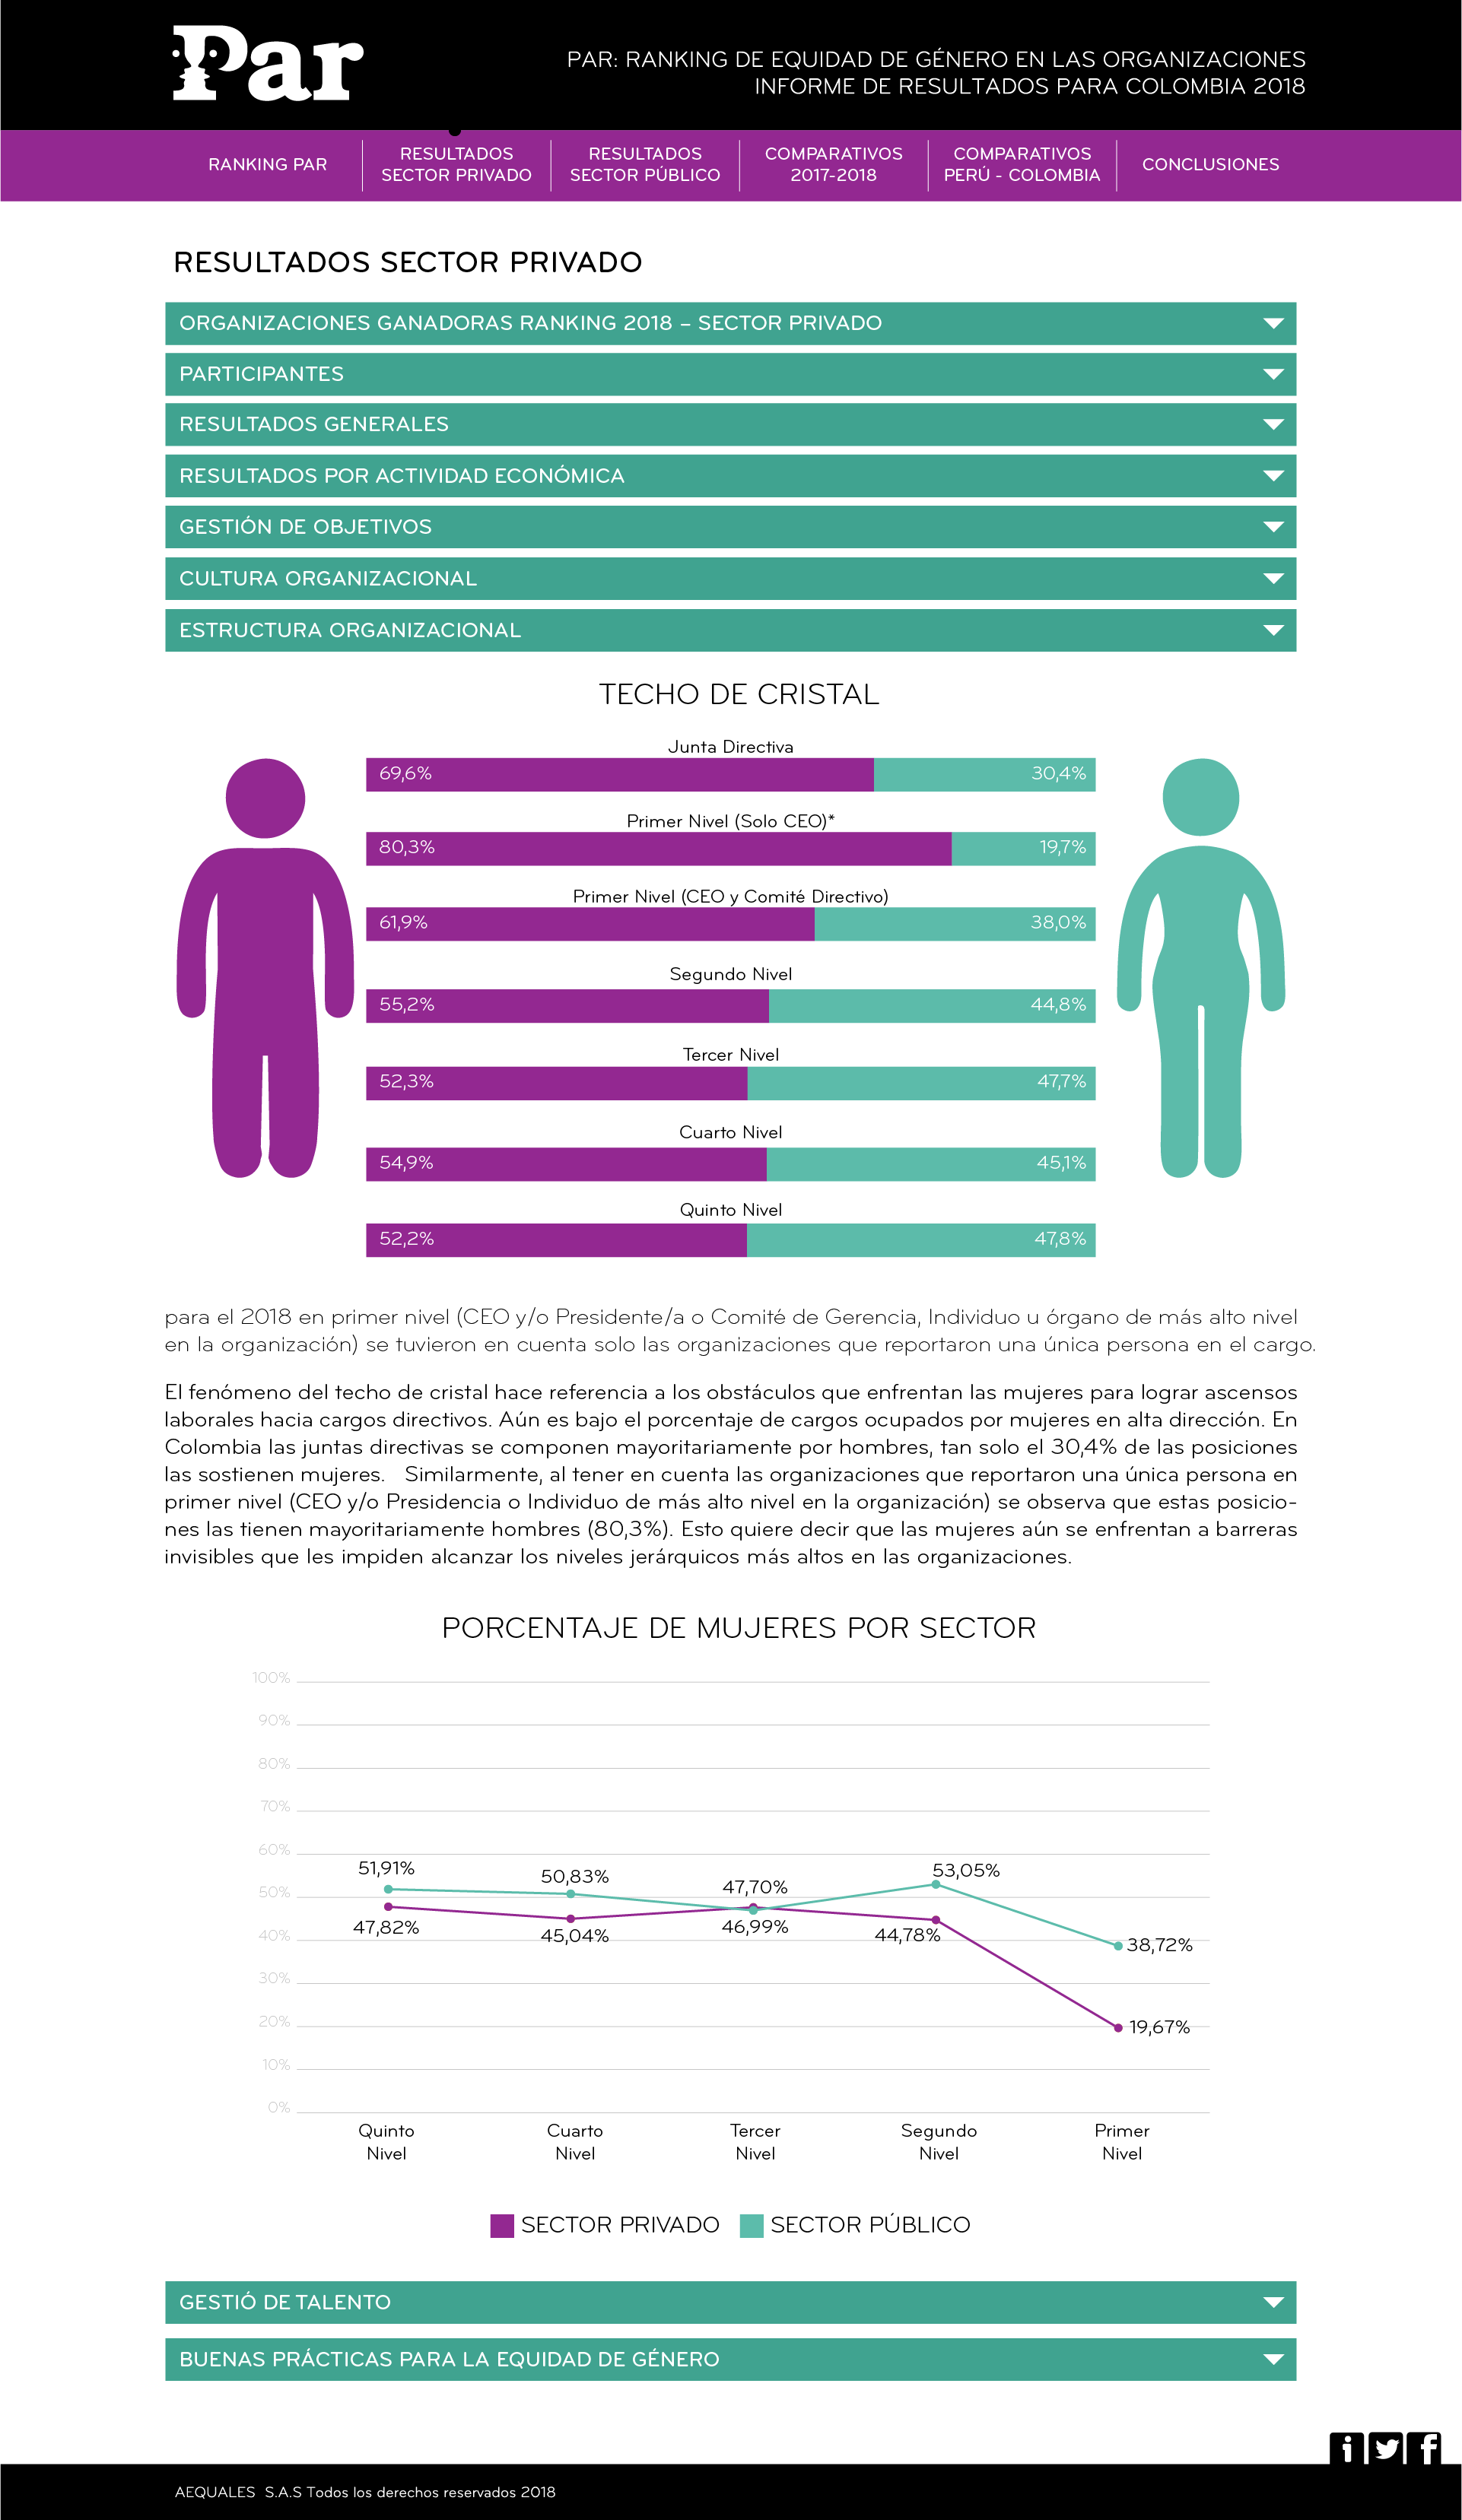 Par
PAR: RANKING DE EQUIDAD DE GÉNERO EN LAS ORGANIZACIONES
INFORME DE RESULTADOS PARA COLOMBIA 2018
RANKING PAR
RESULTADOS
SECTOR PRIVADO
RESULTADOS
SECTOR PÚBLICO
COMPARATIVOS
2017-2018
COMPARATIVOS
PERÚ - COLOMBIA
CONCLUSIONES
RESULTADOS SECTOR PRIVADO
ORGANIZACIONES GANADORAS RANKING 2018 – SECTOR PRIVADO
PARTICIPANTES
RESULTADOS GENERALES
RESULTADOS POR ACTIVIDAD ECONÓMICA
GESTIÓN DE OBJETIVOS
CULTURA ORGANIZACIONAL
ESTRUCTURA ORGANIZACIONAL
TECHO DE CRISTAL
Junta Directiva
69,6% 30,4%
Primer Nivel (Solo CEO)*
80,3% 19,7%
Primer Nivel (CEO y Comité Directivo)
61,9% 38,0%
Segundo Nivel
55,2% 44,8%
Tercer Nivel
52,3% 47,7%
Cuarto Nivel
54,9% 45,1%
Quinto Nivel
52,2% 47,8%
para el 2018 en primer nivel (CEO y/o Presidente/a o Comité de Gerencia, Individuo u órgano de más alto nivel
en la organización) se tuvieron en cuenta solo las organizaciones que reportaron una única persona en el cargo.
El fenómeno del techo de cristal hace referencia a los obstáculos que enfrentan las mujeres para lograr ascensos
laborales hacia cargos directivos. Aún es bajo el porcentaje de cargos ocupados por mujeres en alta dirección. En
Colombia las juntas directivas se componen mayoritariamente por hombres, tan solo el 30,4% de las posiciones
las sostienen mujeres. Similarmente, al tener en cuenta las organizaciones que reportaron una única persona en
primer nivel (CEO y/o Presidencia o Individuo de más alto nivel en la organización) se observa que estas posicio-
nes las tienen mayoritariamente hombres (80,3%). Esto quiere decir que las mujeres aún se enfrentan a barreras
invisibles que les impiden alcanzar los niveles jerárquicos más altos en las organizaciones.
PORCENTAJE DE MUJERES POR SECTOR
100%
90%
80%
70%
60%
50%
40%
30%
20%
10%
0%
51,91%
50,83%
47,70%
53,05%
38,72%
47,82%
45,04%
46,99%
44,78%
19,67%
Quinto
Nivel
Cuarto
Nivel
Tercer
Nivel
Segundo
Nivel
Primer
Nivel
SECTOR PRIVADO
SECTOR PÚBLICO
GESTIÓ DE TALENTO
BUENAS PRÁCTICAS PARA LA EQUIDAD DE GÉNERO
AEQUALES S.A.S Todos los derechos reservados 2018